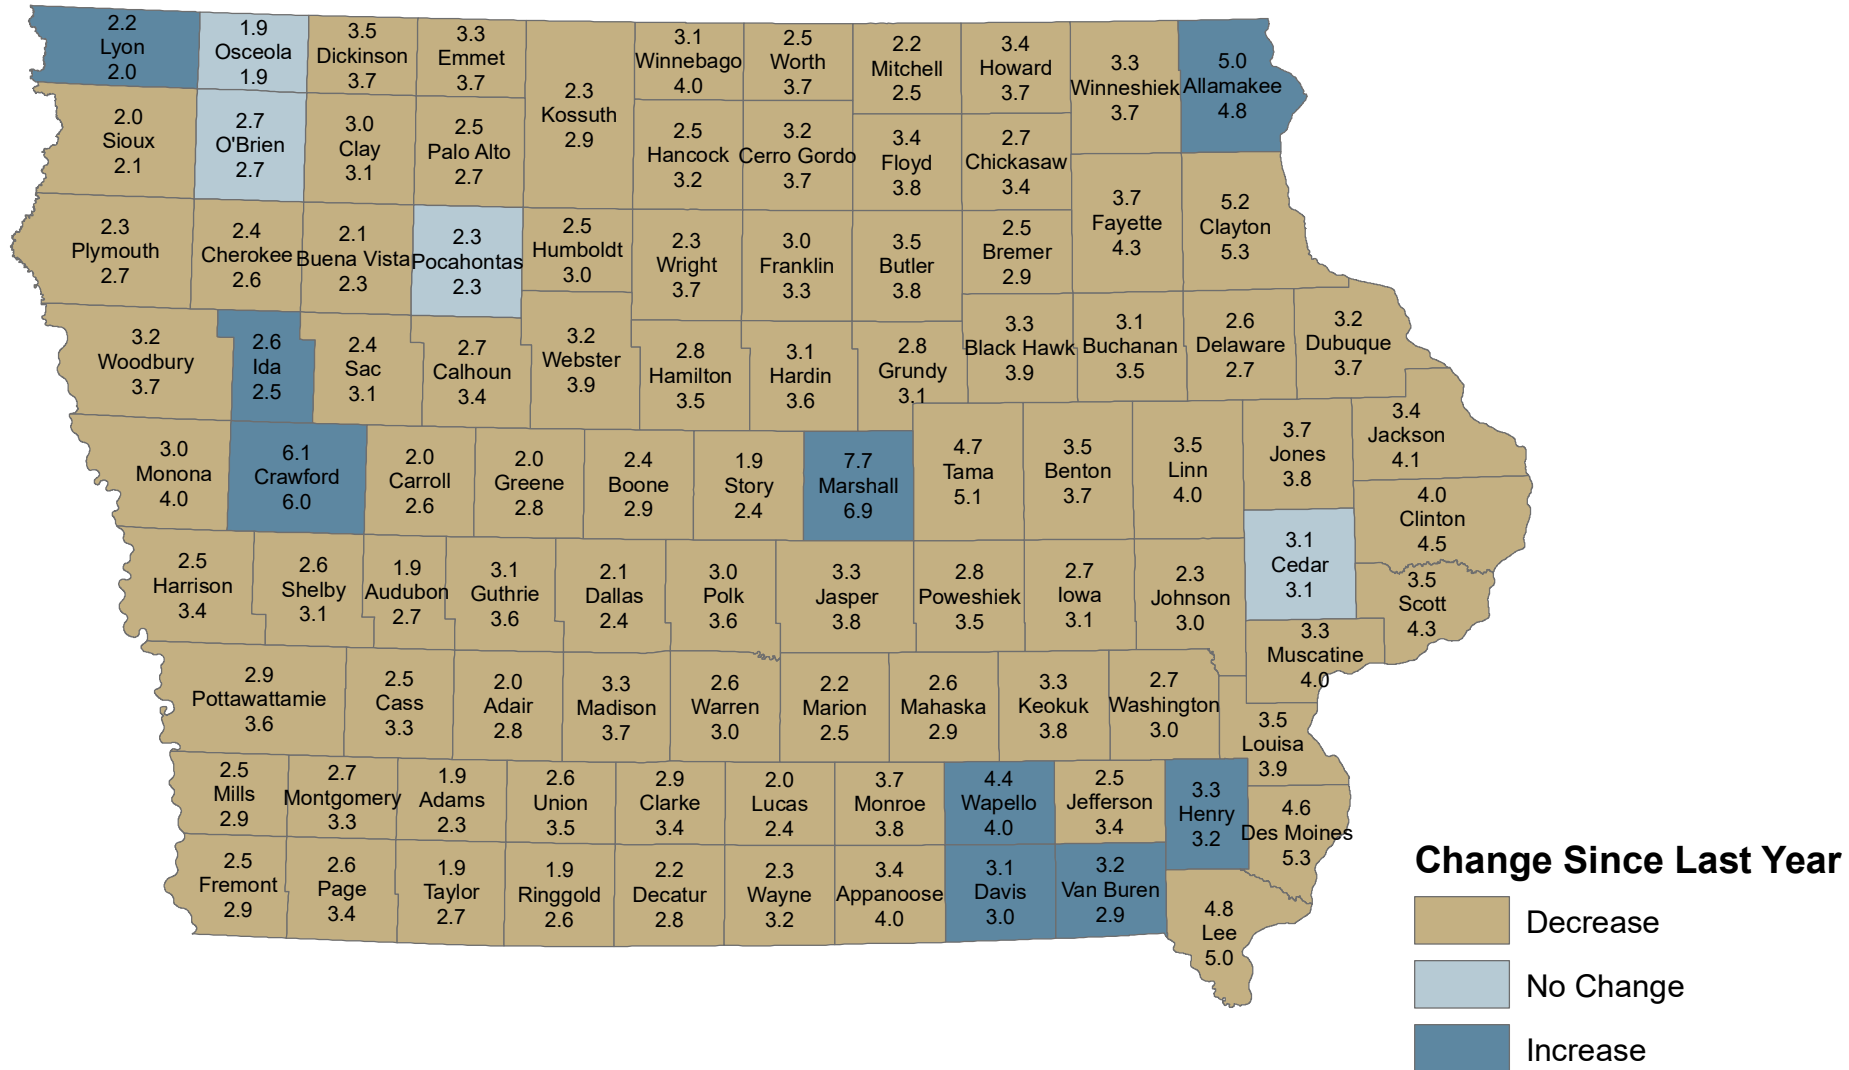 2.2
Lyon
2.0
1.9
Osceola
1.9
3.5
Dickinson
3.7
3.3
Emmet
3.7
2.3
Kossuth
2.9
3.1
Winnebago
4.0
2.5
Worth
3.7
2.2
Mitchell
2.5
3.4
Howard
3.7
3.3
Winneshiek
3.7
5.0
Allamakee
4.8
2.0
Sioux
2.1
2.7
O'Brien
2.7
3.0
Clay
3.1
2.5
Palo Alto
2.7
2.5
Hancock
3.2
3.2
Cerro Gordo
3.7
3.4
Floyd
3.8
2.7
Chickasaw
3.4
3.7
Fayette
4.3
5.2
Clayton
5.3
2.3
Plymouth
2.7
2.4
Cherokee
2.6
2.1
Buena Vista
2.3
2.3
Pocahontas
2.3
2.5
Humboldt
3.0
2.3
Wright
3.7
3.0
Franklin
3.3
3.5
Butler
3.8
2.5
Bremer
2.9
3.2
Woodbury
3.7
2.6
Ida
2.5
2.4
Sac
3.1
2.7
Calhoun
3.4
3.2
Webster
3.9
2.8
Hamilton
3.5
3.1
Hardin
3.6
2.8
Grundy
3.1
3.3
Black Hawk
3.9
3.1
Buchanan
3.5
2.6
Delaware
2.7
3.2
Dubuque
3.7
3.0
Monona
4.0
6.1
Crawford
6.0
2.0
Carroll
2.6
2.0
Greene
2.8
2.4
Boone
2.9
1.9
Story
2.4
7.7
Marshall
6.9
4.7
Tama
5.1
3.5
Benton
3.7
3.5
Linn
4.0
3.7
Jones
3.8
3.4
Jackson
4.1
4.0
Clinton
4.5
2.5
Harrison
3.4
2.6
Shelby
3.1
1.9
Audubon
2.7
3.1
Guthrie
3.6
2.1
Dallas
2.4
3.0
Polk
3.6
3.3
Jasper
3.8
2.8
Poweshiek
3.5
2.7
Iowa
3.1
2.3
Johnson
3.0
3.1
Cedar
3.1
3.5
Scott
4.3
3.3
Muscatine
4.0
2.9
Pottawattamie
3.6
2.5
Cass
3.3
2.0
Adair
2.8
3.3
Madison
3.7
2.6
Warren
3.0
2.2
Marion
2.5
2.6
Mahaska
2.9
3.3
Keokuk
3.8
2.7
Washington
3.0
3.5
Louisa
3.9
2.5
Mills
2.9
2.7
Montgomery
3.3
1.9
Adams
2.3
2.6
Union
3.5
2.9
Clarke
3.4
2.0
Lucas
2.4
3.7
Monroe
3.8
4.4
Wapello
4.0
2.5
Jefferson
3.4
3.3
Henry
3.2
4.6
Des Moines
5.3
2.5
Fremont
2.9
2.6
Page
3.4
1.9
Taylor
2.7
1.9
Ringgold
2.6
2.2
Decatur
2.8
2.3
Wayne
3.2
3.4
Appanoose
4.0
3.1
Davis
3.0
3.2
Van Buren
2.9
4.8
Lee
5.0
Change Since Last Year
Decrease
No Change
Increase